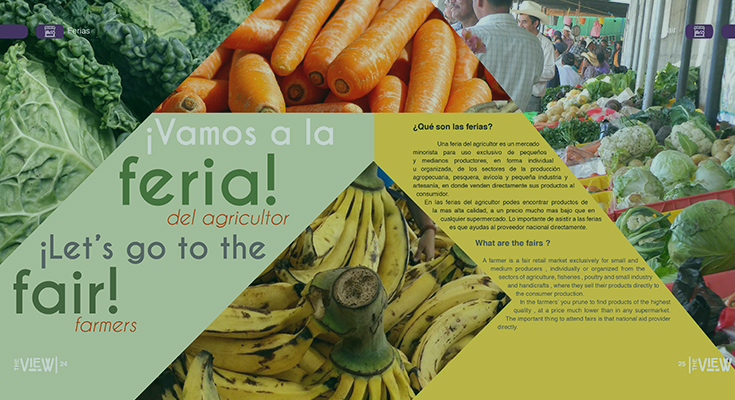 Ferias
¡Vamos a la
feria!
del agricultor
¡Let's go to the
fair!
farmers
THE VIEW 24
¿Qué son las ferias?
Una feria del agricultor es un mercado
minorista para uso exclusivo de pequeños
y medianos productores, en forma individual
u organizada, de los sectores de la producción
agropecuaria, pesquera, avícola y pequeña industria y
artesanía, en donde venden directamente sus productos al
consumidor.
En las ferias del agricultor podes encontrar productos de
la mas alta calidad, a un precio mucho mas bajo que en
cualquier supermercado. Lo importante de asistir a las ferias
es que ayudas al proveedor nacional directamente.
What are the fairs ?
A farmer is a fair retail market exclusively for small and
medium producers , individually or organized from the
sectors of agriculture, fisheries , poultry and small industry
and handicrafts , where they sell their products directly to
the consumer production.
In the farmers' you prune to find products of the highest
quality , at a price much lower than in any supermarket.
The important thing to attend fairs is that national aid provider
directly.
25 THE VIEW